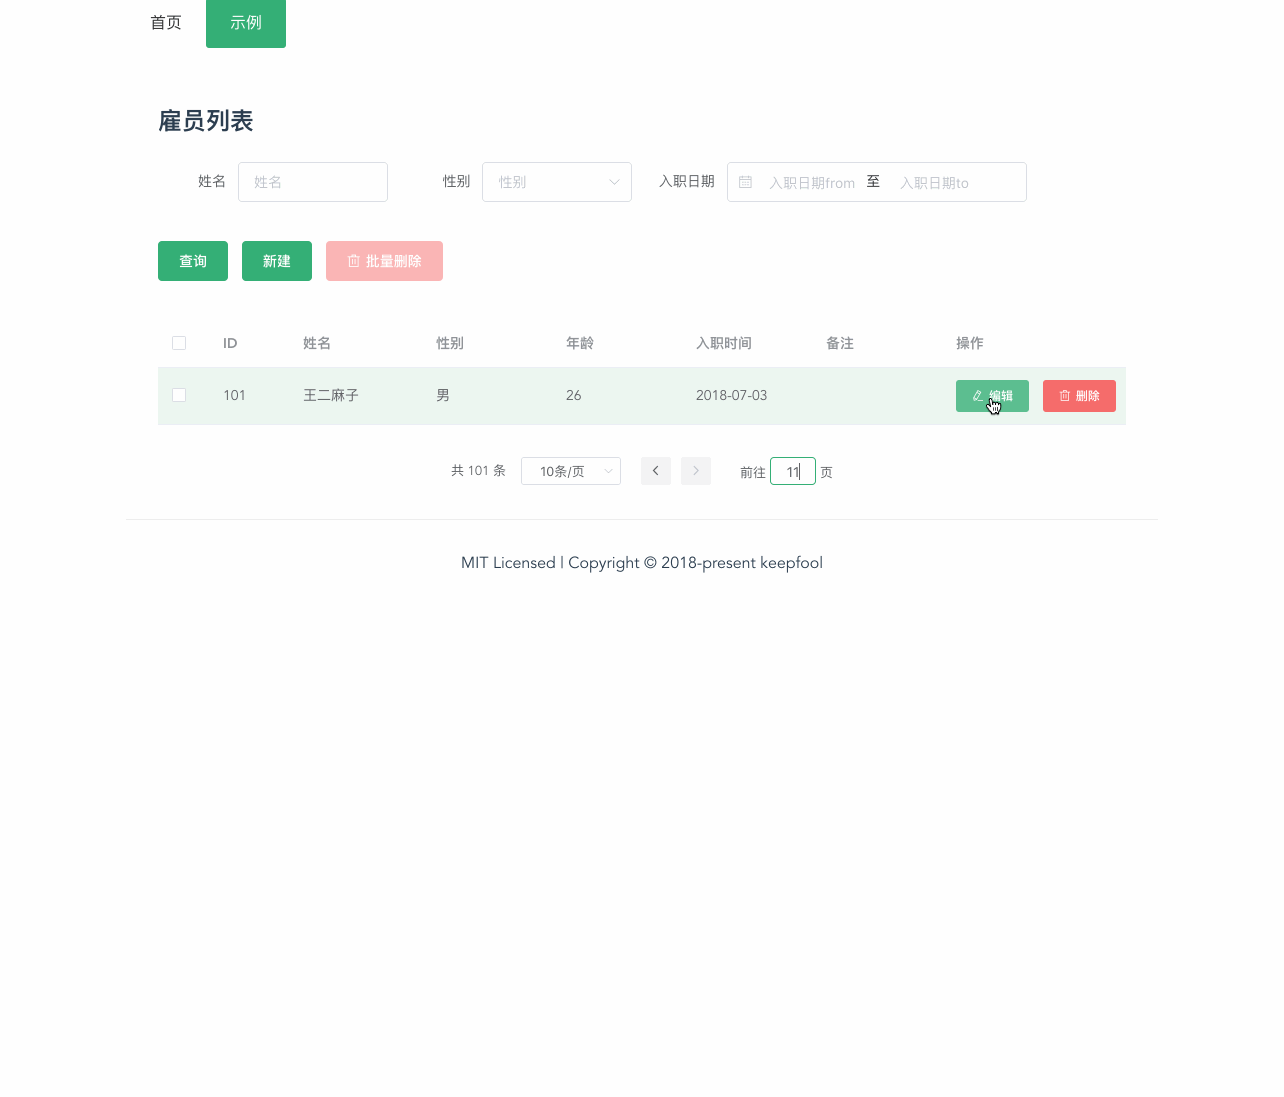 首页 示例
雇员列表
姓名 姓名 性别 性别 入职日期 入职日期from 至 入职日期to
查询 新建 批量删除
ID 姓名 性别 年龄 入职时间 备注 操作
101 王二麻子 男 26 2018-07-03 编辑 删除
共 101 条 10条/页 前往 11 页
MIT Licensed | Copyright © 2018-present keepfool